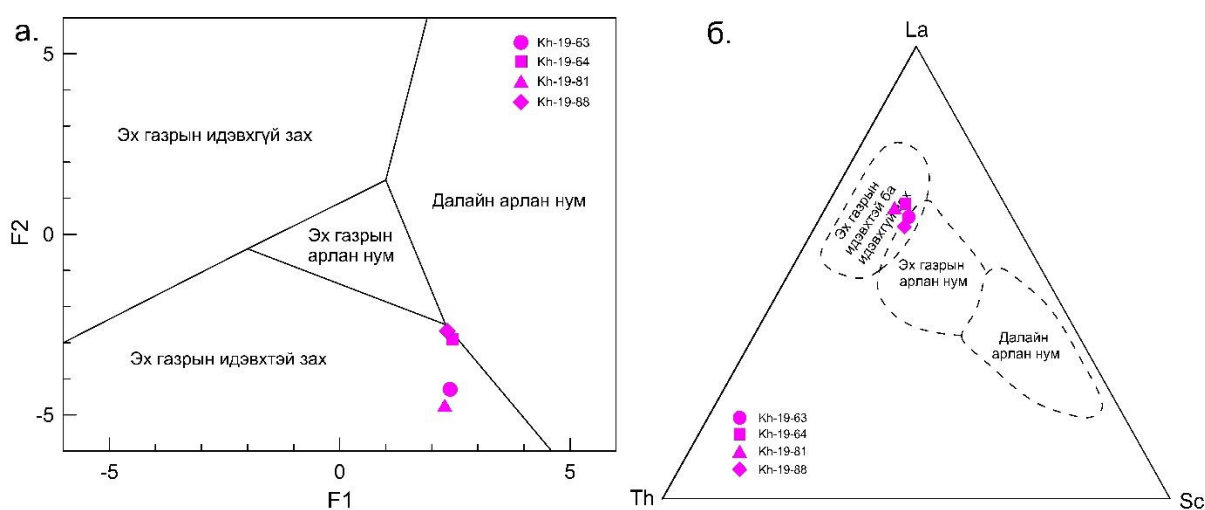 а.
5
0
-5
F2
-5
0
5
F1
Kh-19-63
Kh-19-64
Kh-19-81
Kh-19-88
Эх газрын идэвхгүй зах
Далайн арлан нум
Эх газрын
арлан нум
Эх газрын идэвхтэй зах
б.
La
Эх газрын
идэвхтэй ба
идэвхгүй
Эх газрын
арлан нум
Далайн
арлан нум
Kh-19-63
Kh-19-64
Kh-19-81
Kh-19-88
Th
Sc